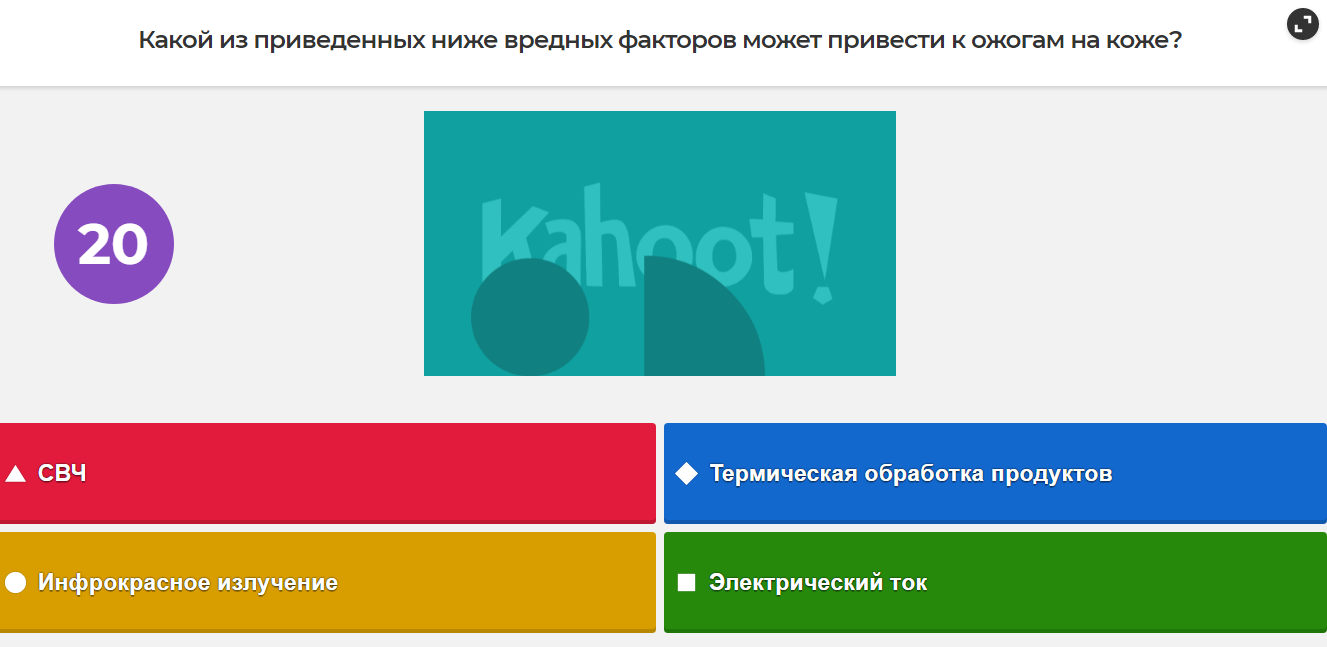 Какой из приведенных ниже вредных факторов может привести к ожогам на коже?
20
Kahoot!
СВЧ
Термическая обработка продуктов
Инфрокрасное излучение
Электрический ток